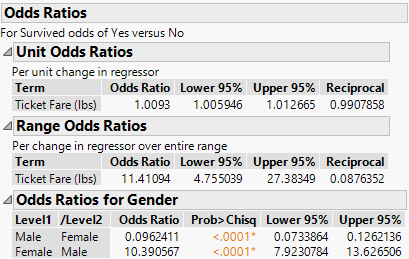 Odds Ratios
For Survived odds of Yes versus No
Unit Odds Ratios
Per unit change in regressor
Term Odds Ratio Lower 95% Upper 95% Reciprocal
Ticket Fare (lbs) 1.0093 1.005946 1.012665 0.9907858
Range Odds Ratios
Per change in regressor over entire range
Term Odds Ratio Lower 95% Upper 95% Reciprocal
Ticket Fare (lbs) 11.41094 4.755039 27.38349 0.0876352
Odds Ratios for Gender
Level1 /Level2 Odds Ratio Prob>Chisq Lower 95% Upper 95%
Male Female 0.0962411 <.0001* 0.0733864 0.1262136
Female Male 10.390567 <.0001* 7.9230784 13.626506